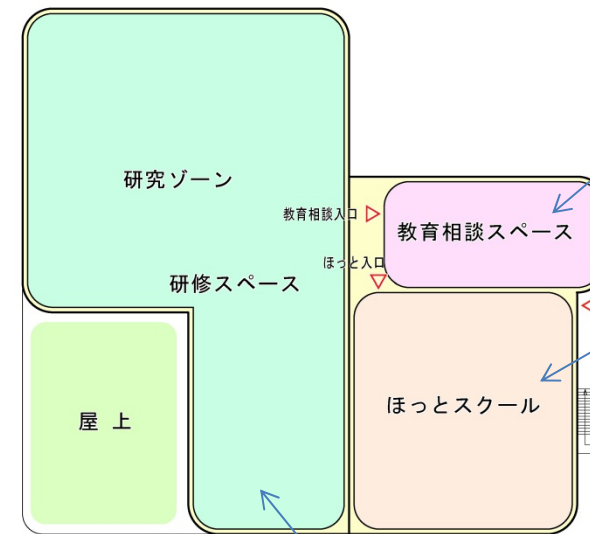 研究ゾーン
教育相談入口
教育相談スペース
ほっと入口
研修スペース
ほっとスクール
屋上